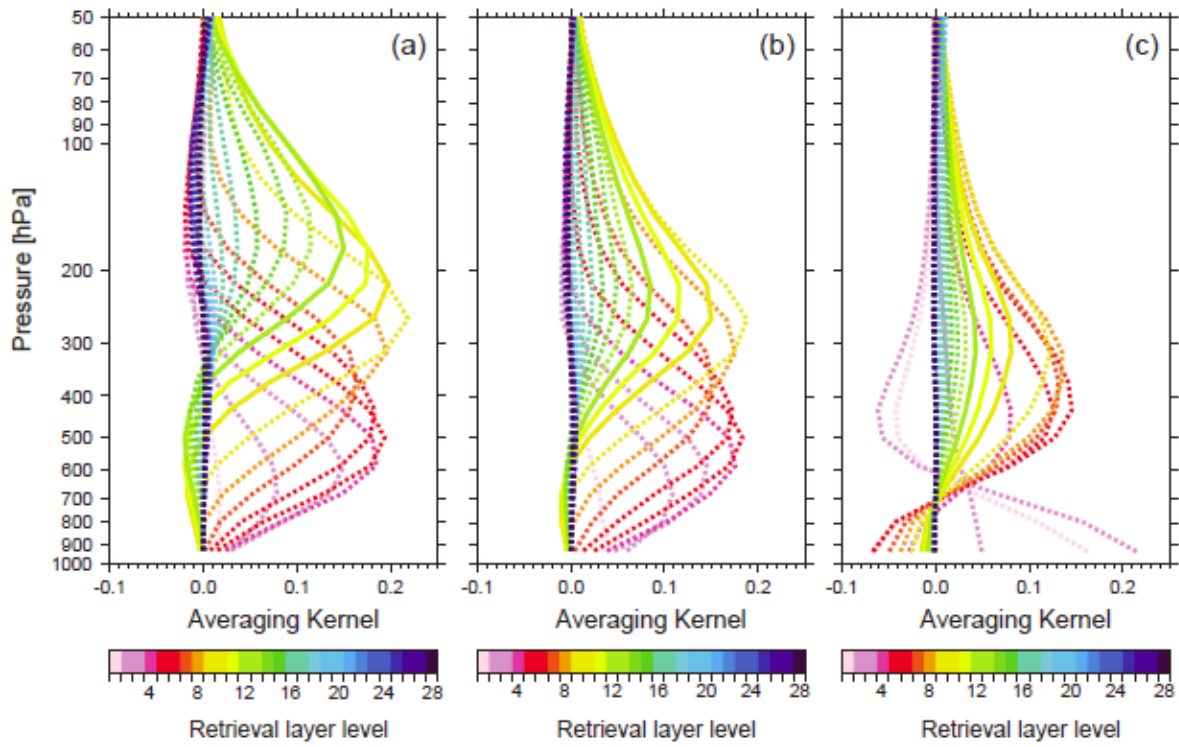 (a) (b) (c)
50
60
70
80
90
100
200
300
400
500
600
700
800
900
1000
Pressure [hPa]
-0.1 0.0 0.1 0.2 -0.1 0.0 0.1 0.2 -0.1 0.0 0.1 0.2
Averaging Kernel Averaging Kernel Averaging Kernel
4 8 12 16 20 24 28 4 8 12 16 20 24 28 4 8 12 16 20 24 28
Retrieval layer level Retrieval layer level Retrieval layer level